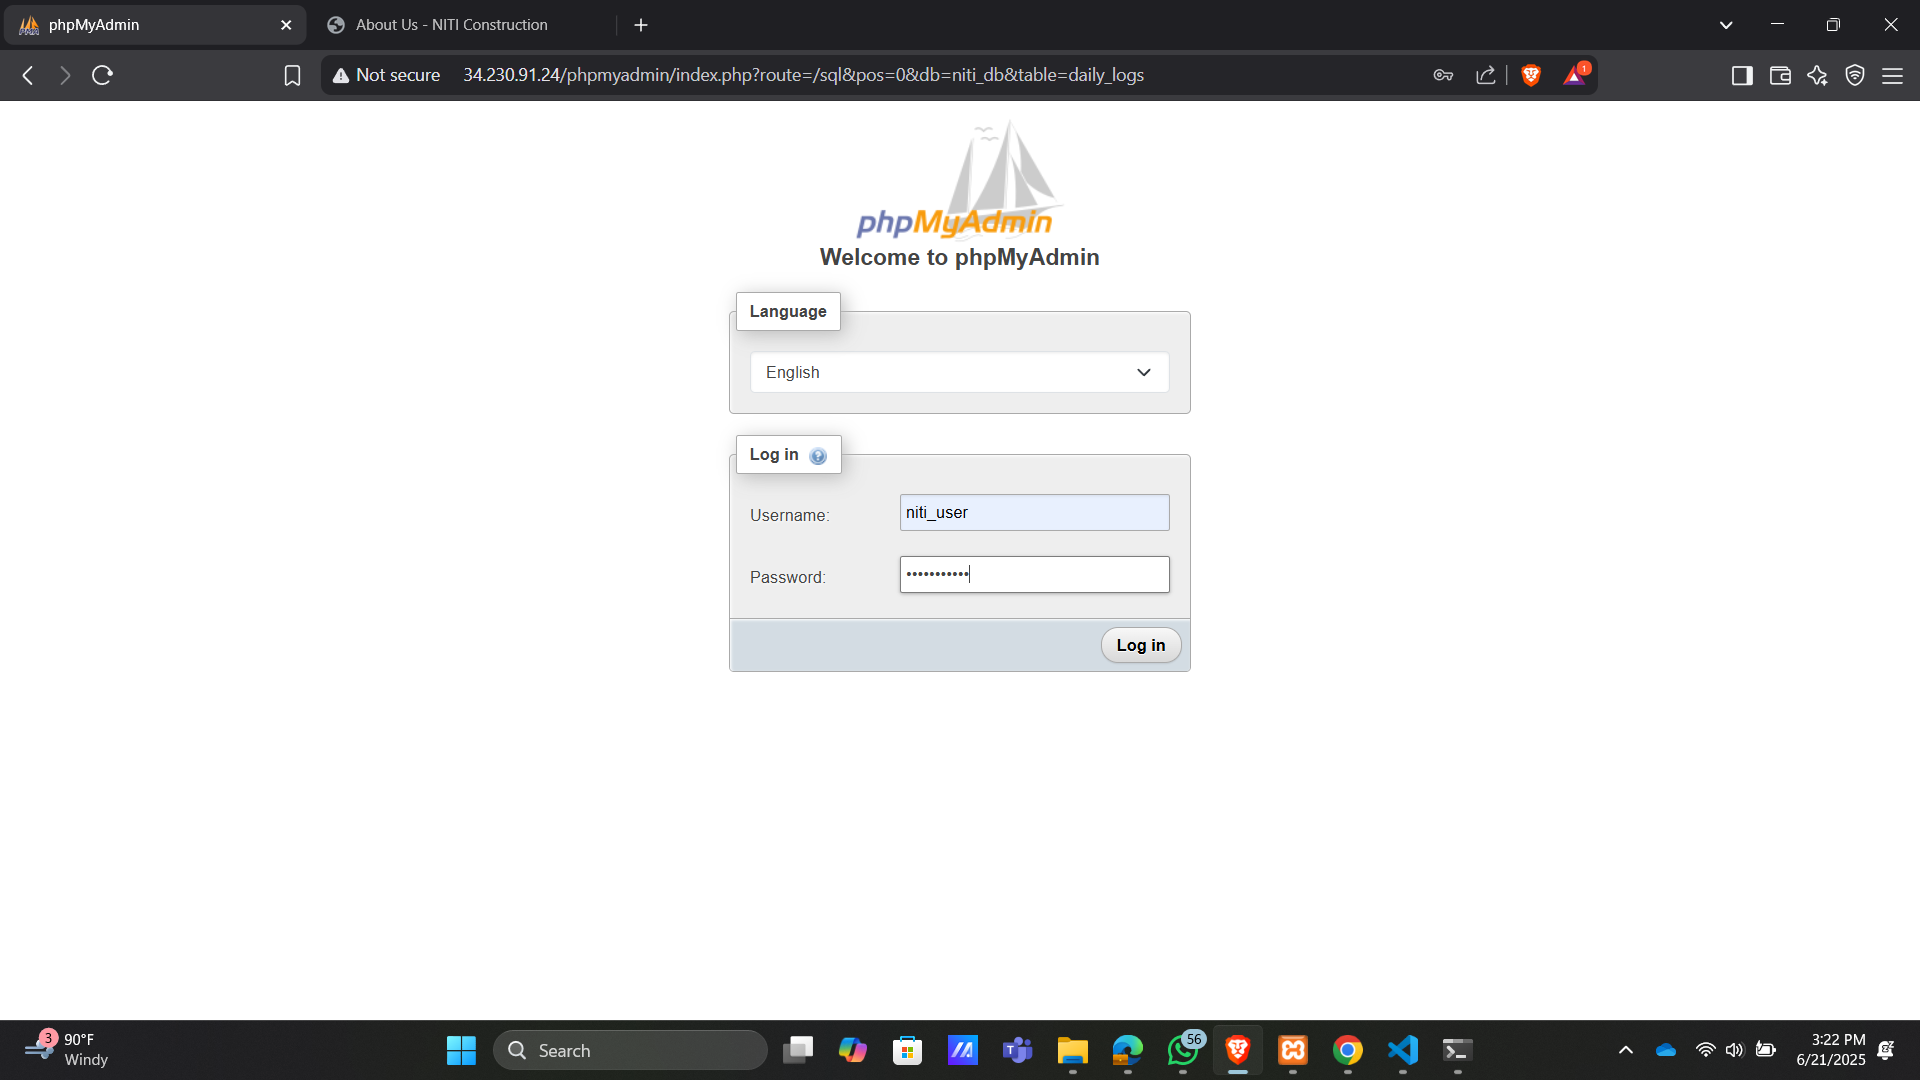 phpMyAdmin
About Us - NITI Construction
Not secure
34.230.91.24/phpmyadmin/index.php?route=/sql&pos=0&db=niti_db&table=daily_logs
1
phpMyAdmin
Welcome to phpMyAdmin
Language
English
Log in
Username:
niti_user
Password:
Log in
3
90°F
Windy
Search
56
3:22 PM
6/21/2025